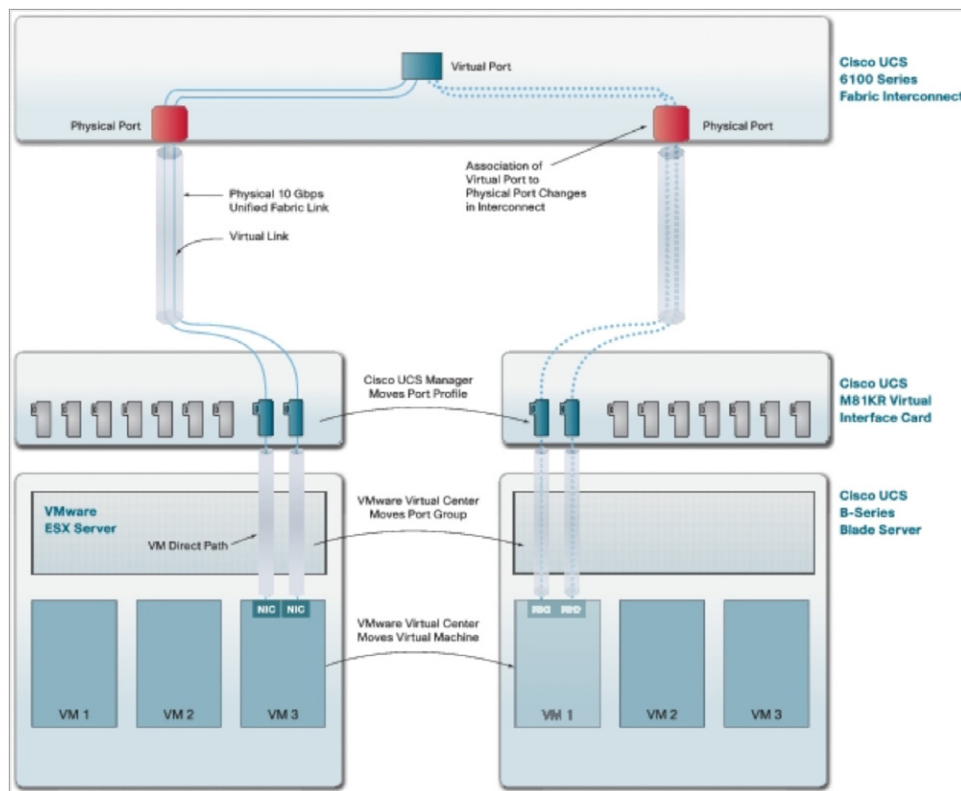 Virtual Port
Cisco UCS
6100 Series
Fabric Interconnect
Physical Port
Physical Port
Association of
Virtual Port to
Physical Port Changes
in Interconnect
Physical 10 Gbps
Unified Fabric Link
Virtual Link
Cisco UCS Manager
Moves Port Profile
Cisco UCS
M81KR Virtual
Interface Card
VMware
ESX Server
VM Direct Path
VMware Virtual Center
Moves Port Group
Cisco UCS
B-Series
Blade Server
NIC NIC
VMware Virtual Center
Moves Virtual Machine
VM 1
VM 2
VM 3
VM 1
VM 2
VM 3